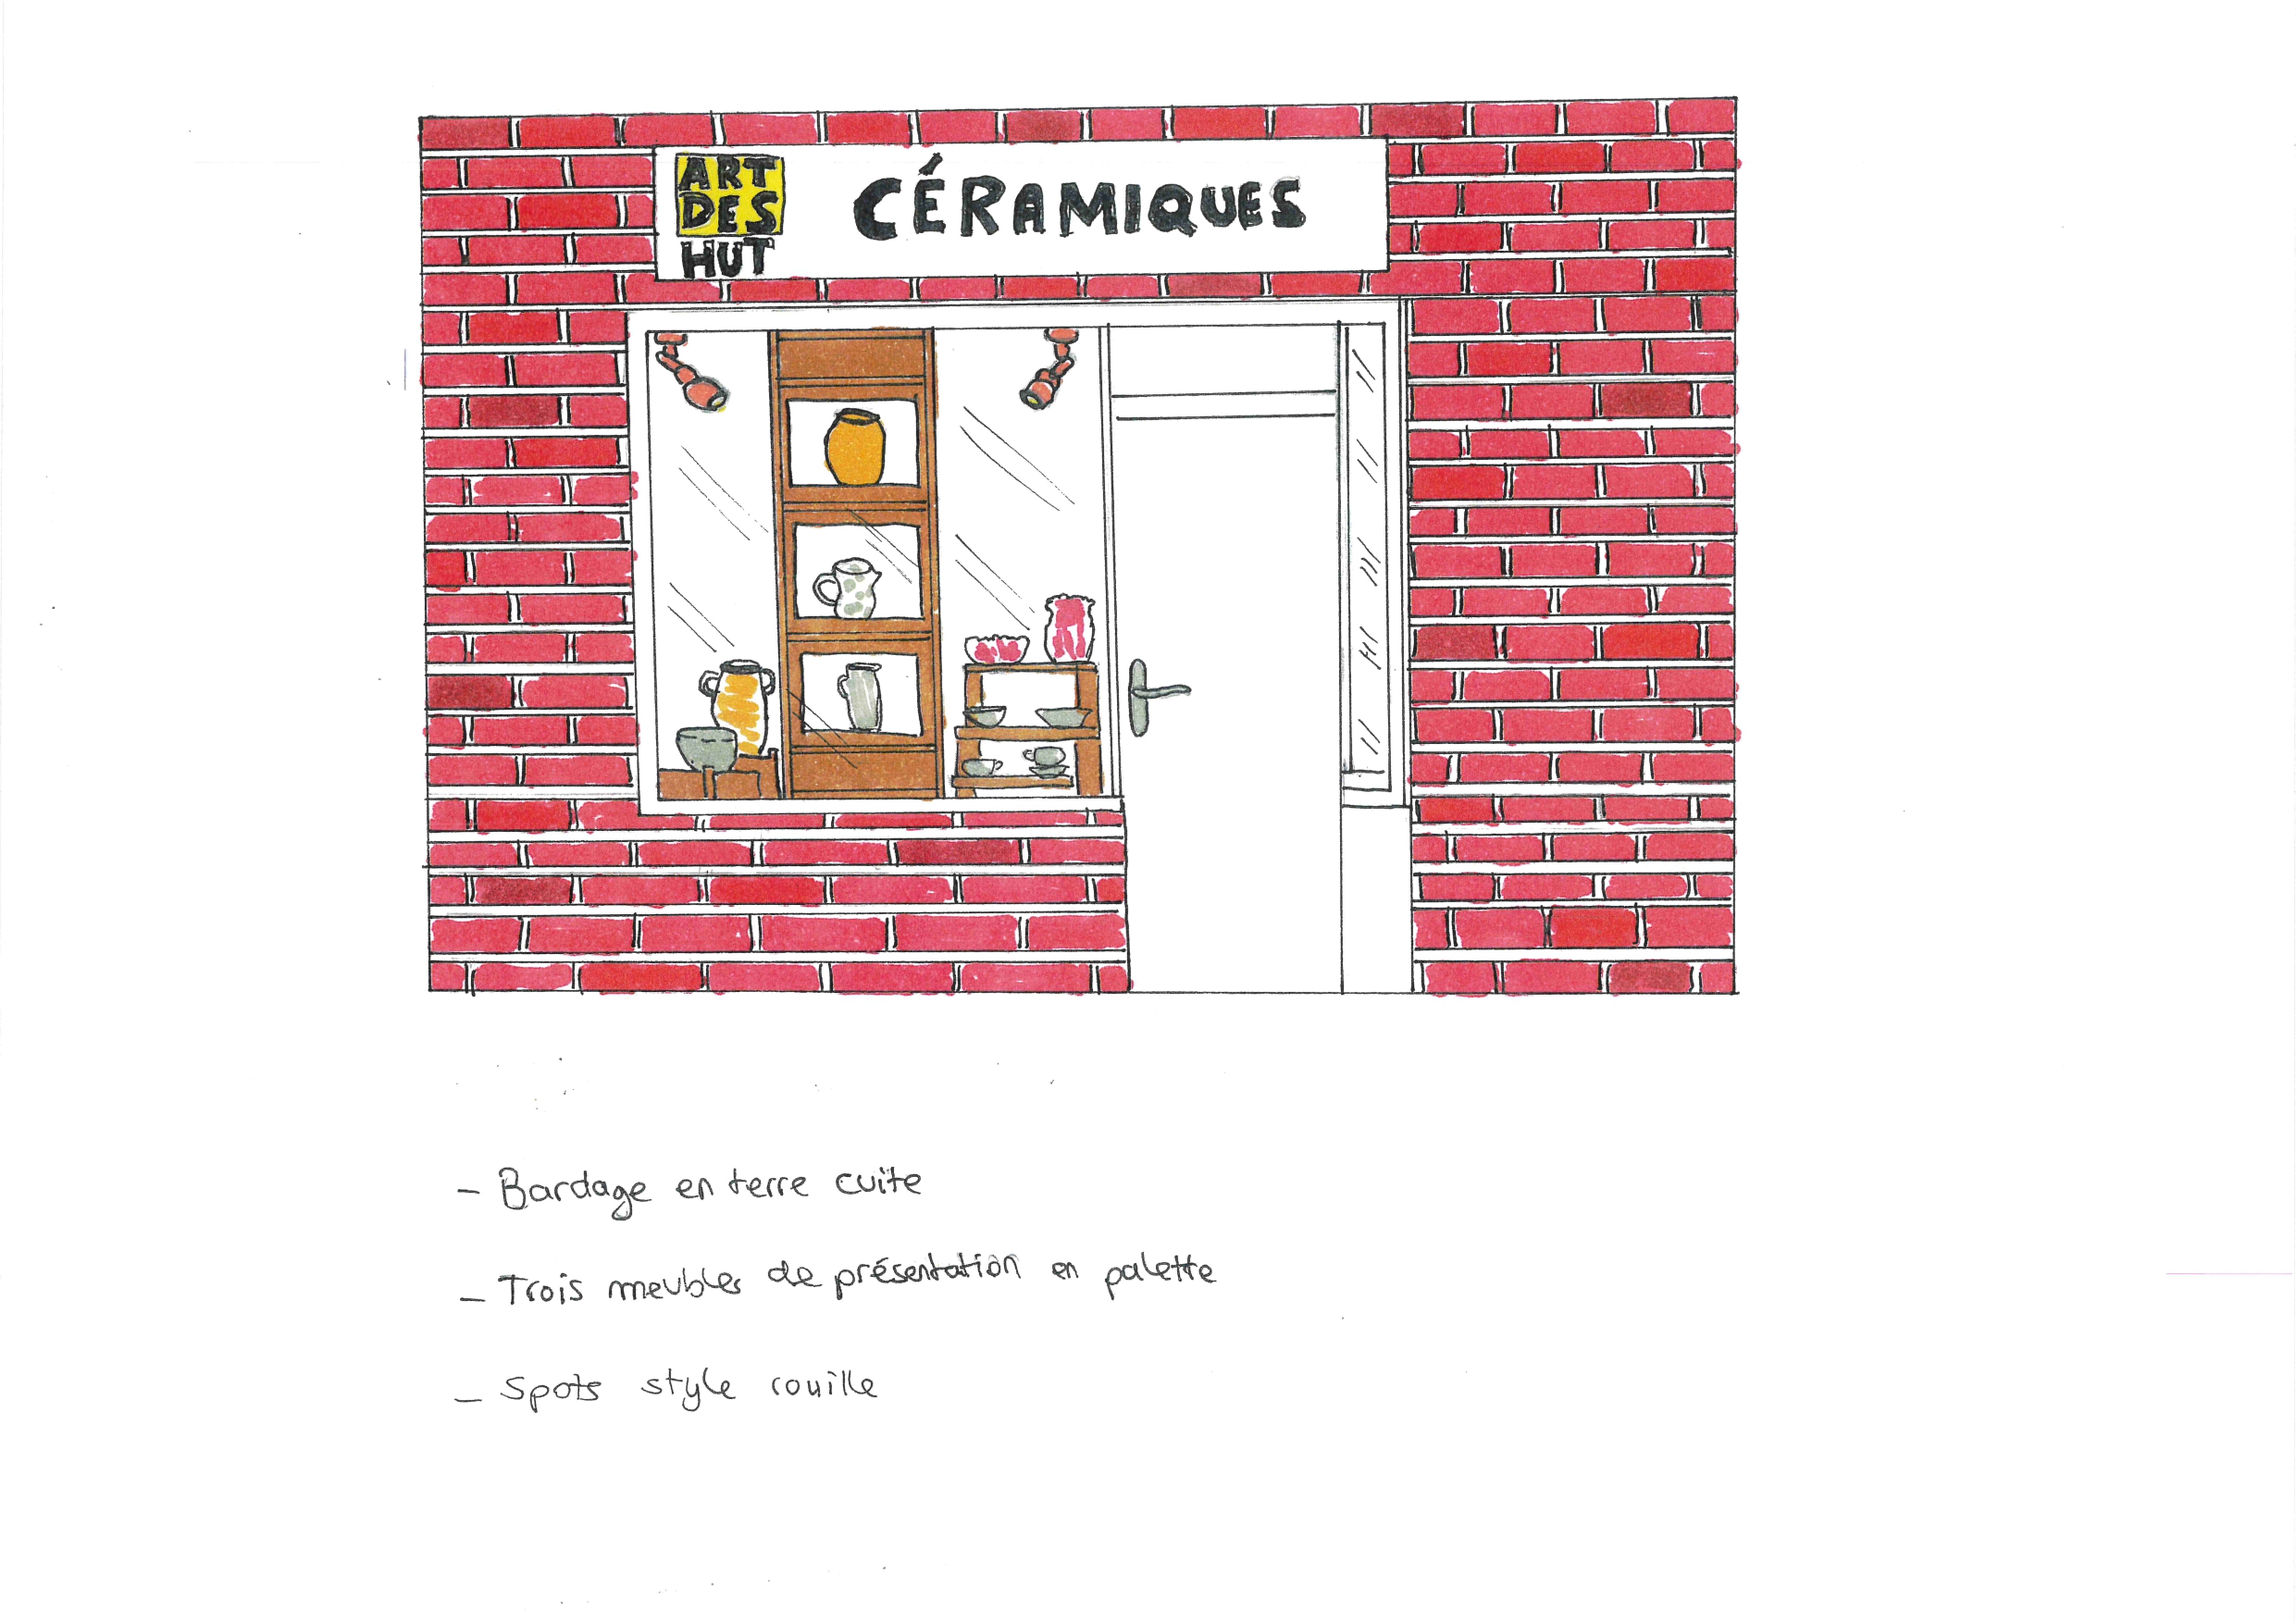 ART
DES
HUT
CÉRAMIQUES
- Bardage en terre cuite
- Trois meubles de présentation en palette
- Spots style rouille